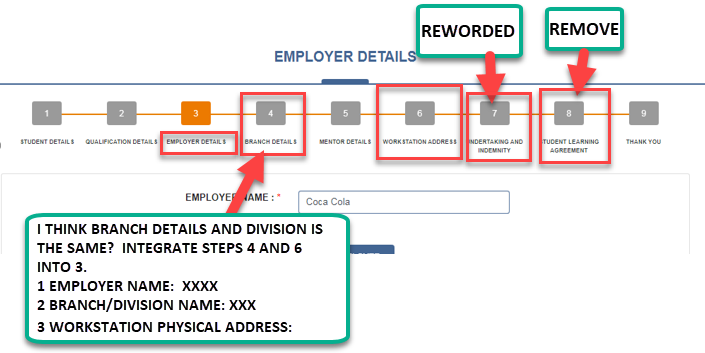 REWORDED
REMOVE
EMPLOYER DETAILS
1
2
3
4
5
6
7
8
9
STUDENT DETAILS
QUALIFICATION DETAILS
EMPLOYER DETAILS
BRANCH DETAILS
MENTOR DETAILS
WORKSTATION ADDRESS
UNDERTAKING AND
INDEMNITY
STUDENT LEARNING
AGREEMENT
THANK YOU
EMPLOYER NAME : *
Coca Cola
I THINK BRANCH DETAILS AND DIVISION IS
THE SAME? INTEGRATE STEPS 4 AND 6
INTO 3.
1 EMPLOYER NAME: XXXX
2 BRANCH/DIVISION NAME: XXX
3 WORKSTATION PHYSICAL ADDRESS: